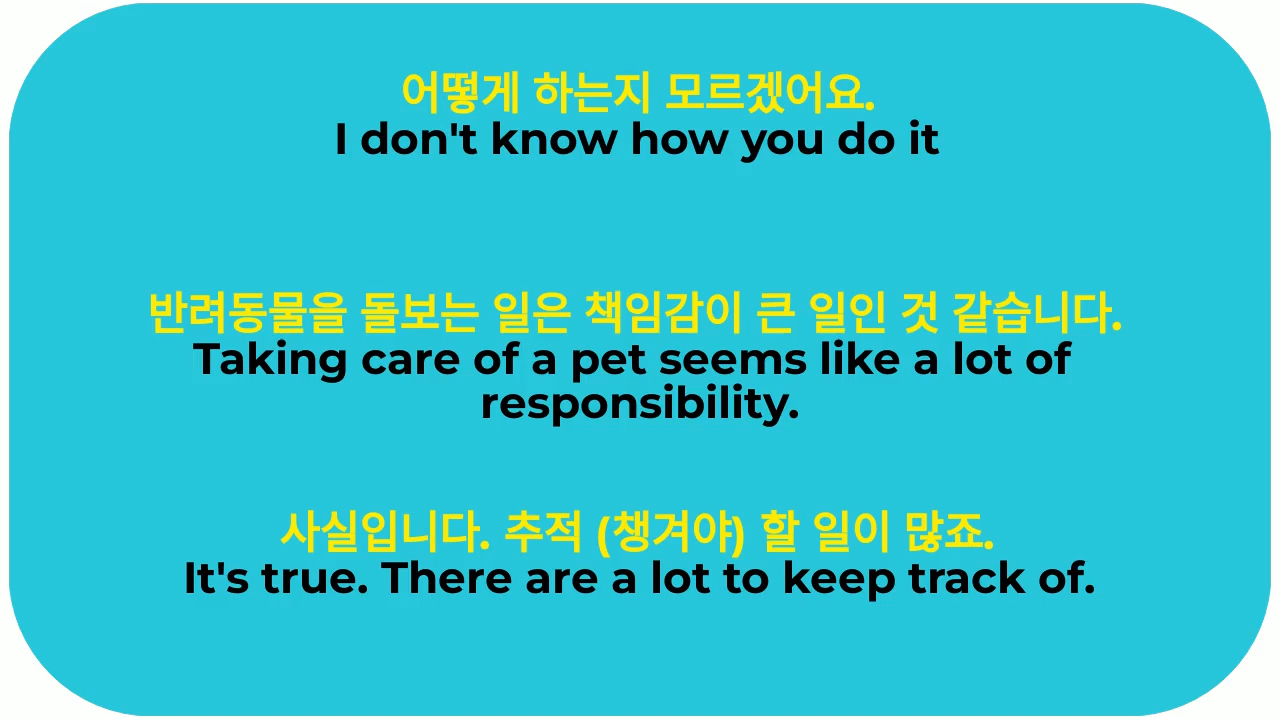 어떻게 하는지 모르겠어요.
I don't know how you do it
반려동물을 돌보는 일은 책임감이 큰 일인 것 같습니다.
Taking care of a pet seems like a lot of
responsibility.
사실입니다. 추적 (챙겨야) 할 일이 많죠.
It's true. There are a lot to keep track of.